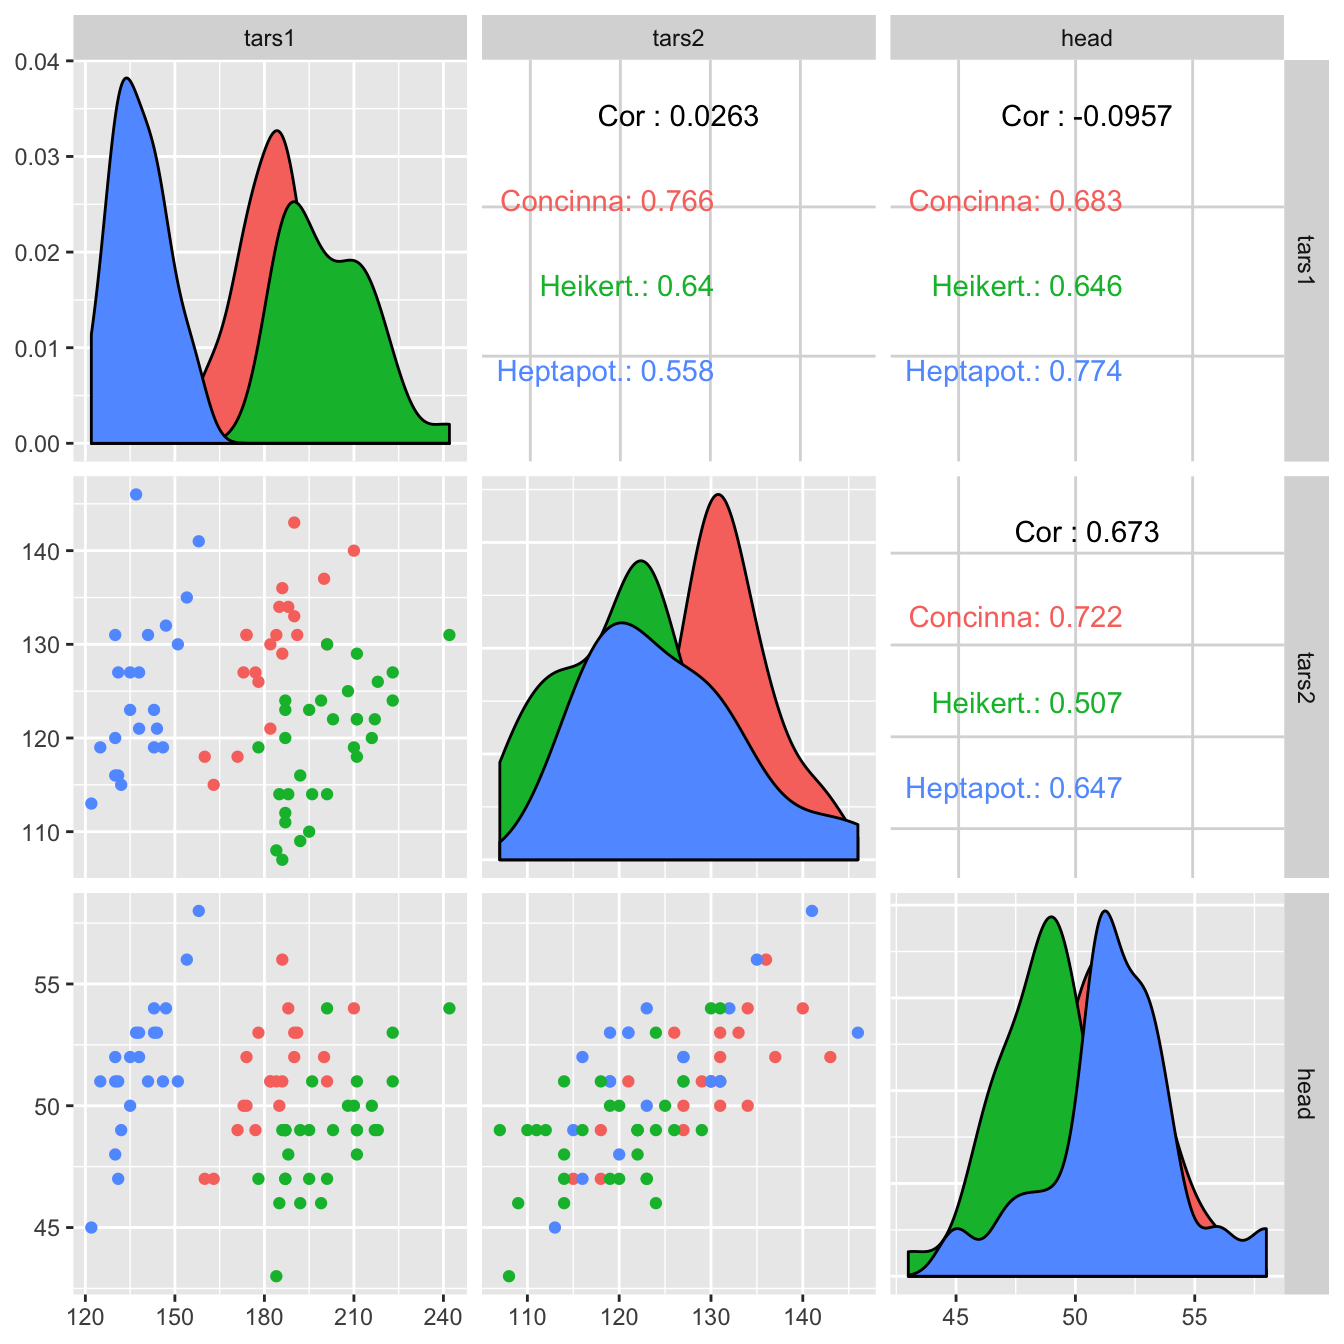 tars1
tars2
head
0.04
0.03
0.02
0.01
0.00
Cor : 0.0263
Concinna: 0.766
Heikert.: 0.64
Heptapot.: 0.558
Cor : -0.0957
Concinna: 0.683
Heikert.: 0.646
Heptapot.: 0.774
tars1
140
130
120
110
Cor : 0.673
Concinna: 0.722
Heikert.: 0.507
Heptapot.: 0.647
tars2
55
50
45
head
120 150 180 210 240
110 120 130 140
45 50 55